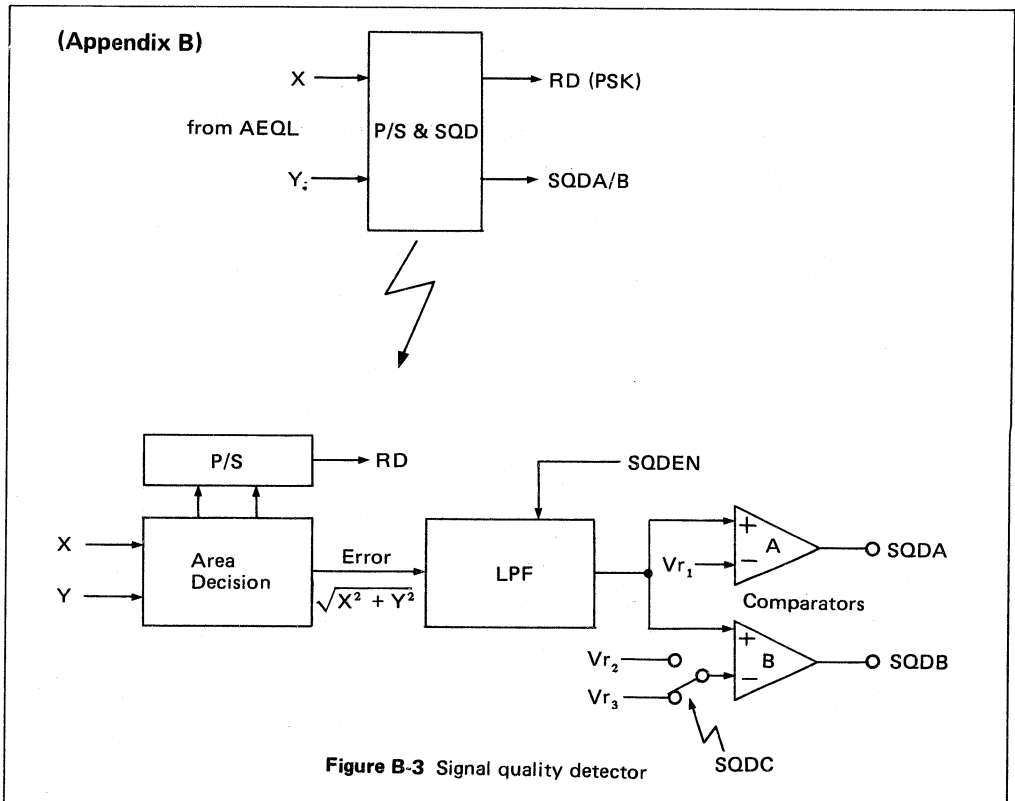 (Appendix B)
X
RD (PSK)
from AEQL
P/S & SQD
Y
SQDA/B
P/S
RD
SQDEN
X
Y
Area
Decision
Error
√X² + Y²
LPF
+
A
−
Vr₁
SQDA
Comparators
+
B
−
Vr₂
Vr₃
SQDB
SQDC
Figure B-3 Signal quality detector